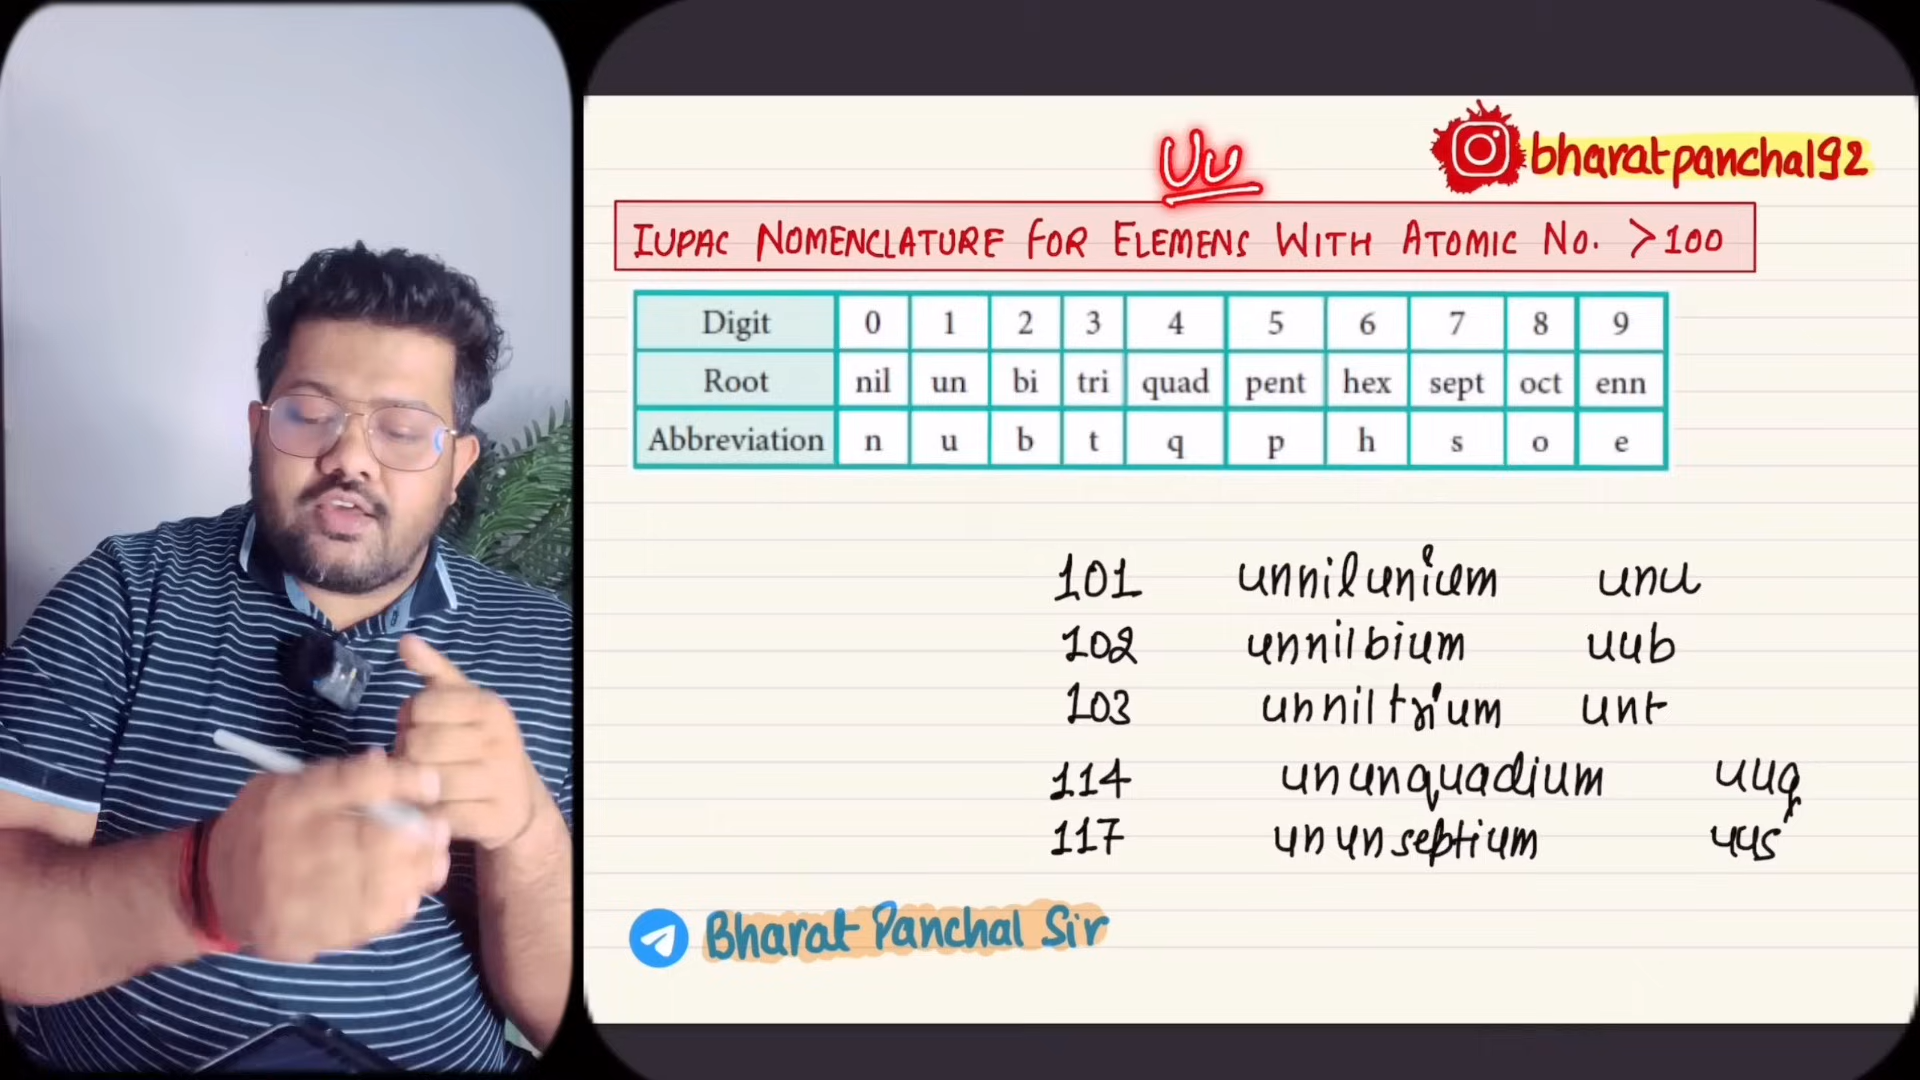 Uu
bharatpanchal92
IUPAC NOMENCLATURE FOR ELEMENS WITH ATOMIC NO. >100
Digit 0 1 2 3 4 5 6 7 8 9
Root nil un bi tri quad pent hex sept oct enn
Abbreviation n u b t q p h s o e
101 unnilunium unu
102 unnilbium uub
103 unniltrium unt
114 ununquadium uuq
117 ununseptium uus
Bharat Panchal Sir